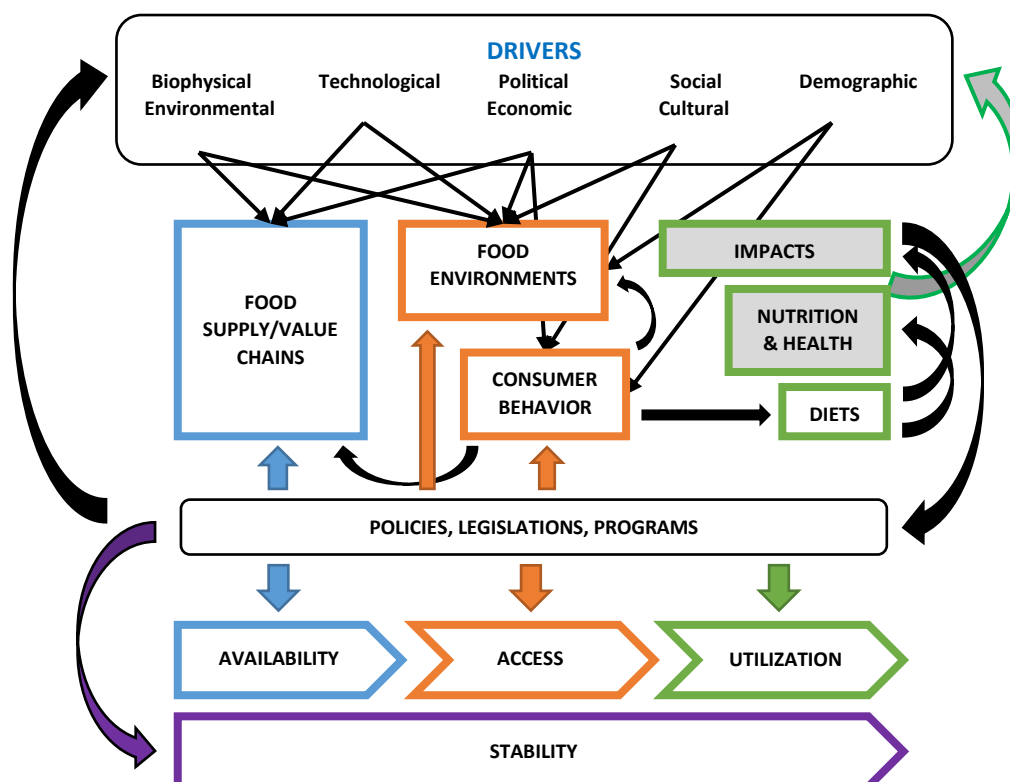 DRIVERS
Biophysical
Environmental
Technological
Political
Economic
Social
Cultural
Demographic
FOOD
SUPPLY/VALUE
CHAINS
FOOD
ENVIRONMENTS
CONSUMER
BEHAVIOR
IMPACTS
NUTRITION
& HEALTH
DIETS
POLICIES, LEGISLATIONS, PROGRAMS
AVAILABILITY
ACCESS
UTILIZATION
STABILITY